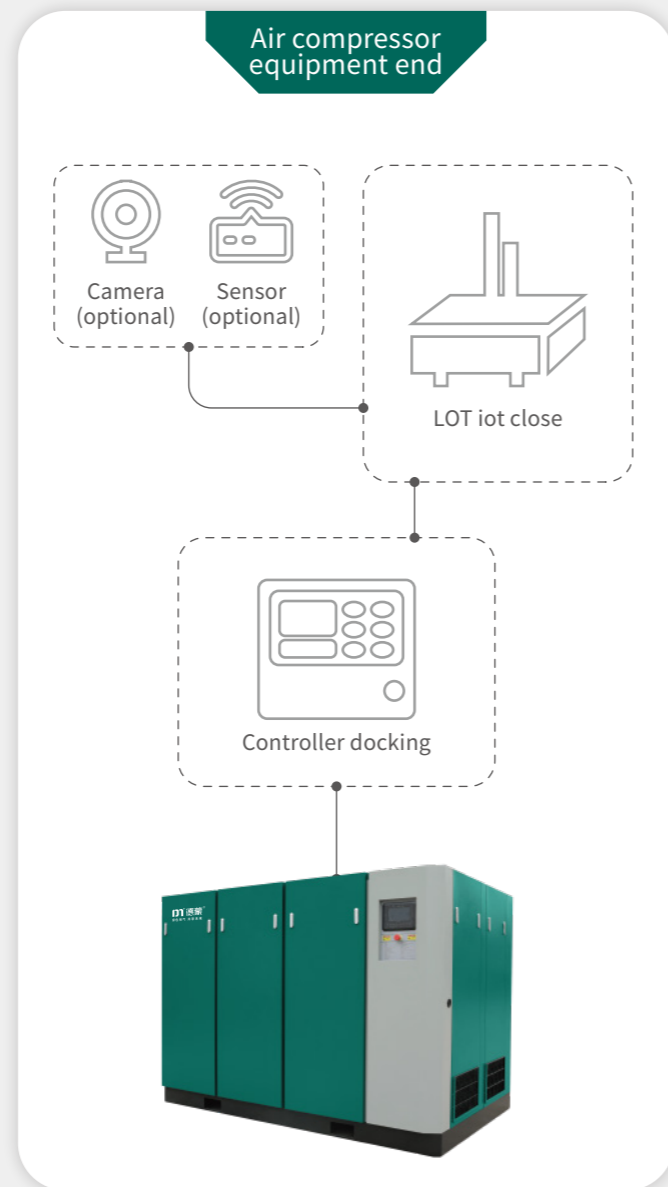 Air compressor
equipment end
Camera
(optional)
Sensor
(optional)
LOT iot close
Controller docking
DT